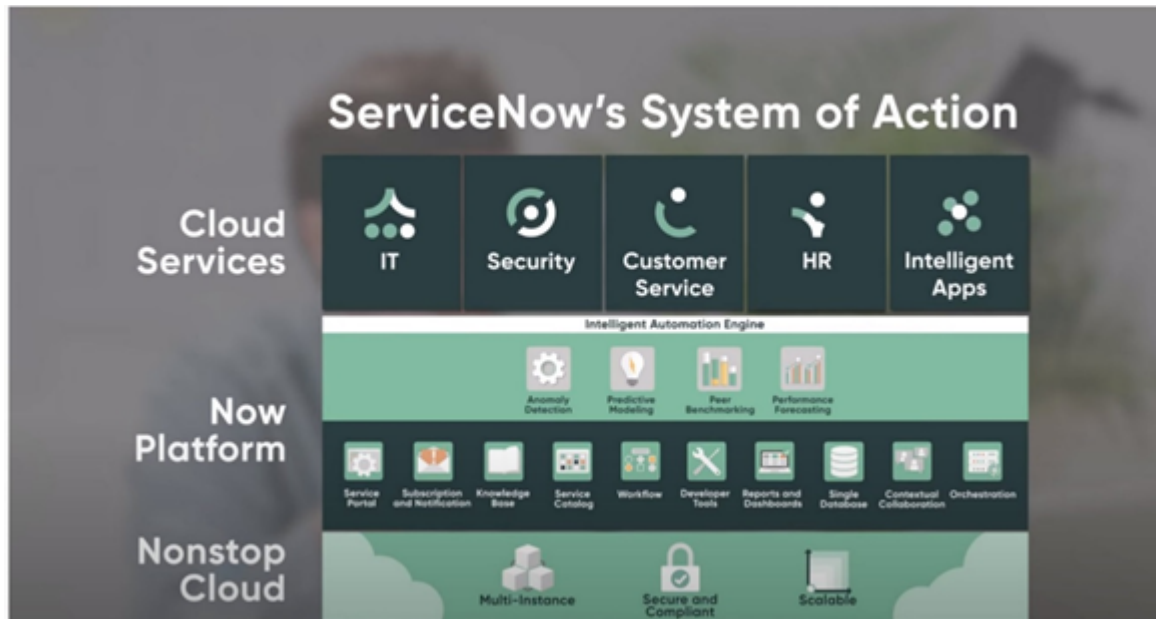 ServiceNow's System of Action
Cloud
Services
IT
Security
Customer
Service
HR
Intelligent
Apps
Intelligent Automation Engine
Now
Platform
Anomaly
Detection
Predictive
Modeling
Peer
Benchmarking
Performance
Forecasting
Service
Portal
Subscription
and Notification
Knowledge
Base
Service
Catalog
Workflow
Developer
Tools
Reports and
Dashboards
Single
Database
Contextual
Collaboration
Orchestration
Nonstop
Cloud
Multi-Instance
Secure and
Compliant
Scalable